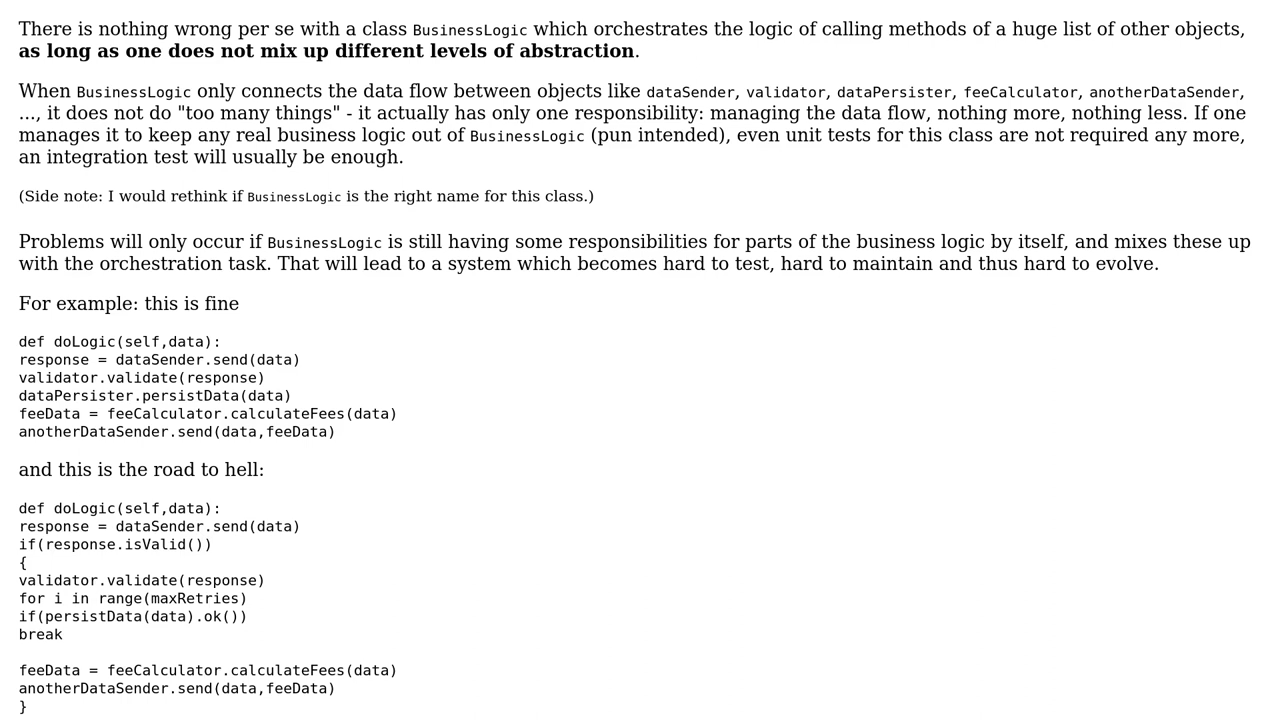 There is nothing wrong per se with a class BusinessLogic which orchestrates the logic of calling methods of a huge list of other objects,
as long as one does not mix up different levels of abstraction.
When BusinessLogic only connects the data flow between objects like dataSender, validator, dataPersister, feeCalculator, anotherDataSender,
..., it does not do "too many things" - it actually has only one responsibility: managing the data flow, nothing more, nothing less. If one
manages it to keep any real business logic out of BusinessLogic (pun intended), even unit tests for this class are not required any more,
an integration test will usually be enough.
(Side note: I would rethink if BusinessLogic is the right name for this class.)
Problems will only occur if BusinessLogic is still having some responsibilities for parts of the business logic by itself, and mixes these up
with the orchestration task. That will lead to a system which becomes hard to test, hard to maintain and thus hard to evolve.
For example: this is fine
def doLogic(self,data):
response = dataSender.send(data)
validator.validate(response)
dataPersister.persistData(data)
feeData = feeCalculator.calculateFees(data)
anotherDataSender.send(data,feeData)
and this is the road to hell:
def doLogic(self,data):
response = dataSender.send(data)
if(response.isValid())
{
validator.validate(response)
for i in range(maxRetries)
if(persistData(data).ok())
break
feeData = feeCalculator.calculateFees(data)
anotherDataSender.send(data,feeData)
}